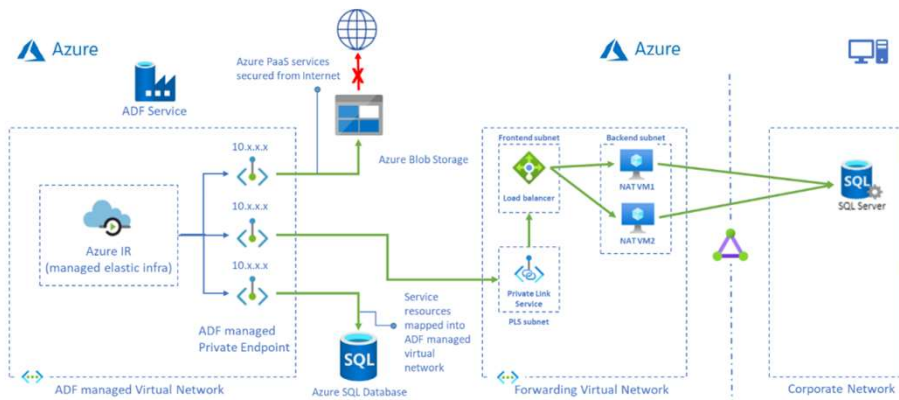 Azure
Azure
ADF Service
Azure PaaS services
secured from Internet
Azure Blob Storage
10.x.x.x
10.x.x.x
10.x.x.x
Azure IR
(managed elastic infra)
ADF managed
Private Endpoint
ADF managed Virtual Network
SQL
Azure SQL Database
Service
resources
mapped into
ADF managed
virtual
network
Frontend subnet
Load balancer
Backend subnet
NAT VM1
NAT VM2
Private Link
Service
PLS subnet
Forwarding Virtual Network
SQL
SQL Server
Corporate Network